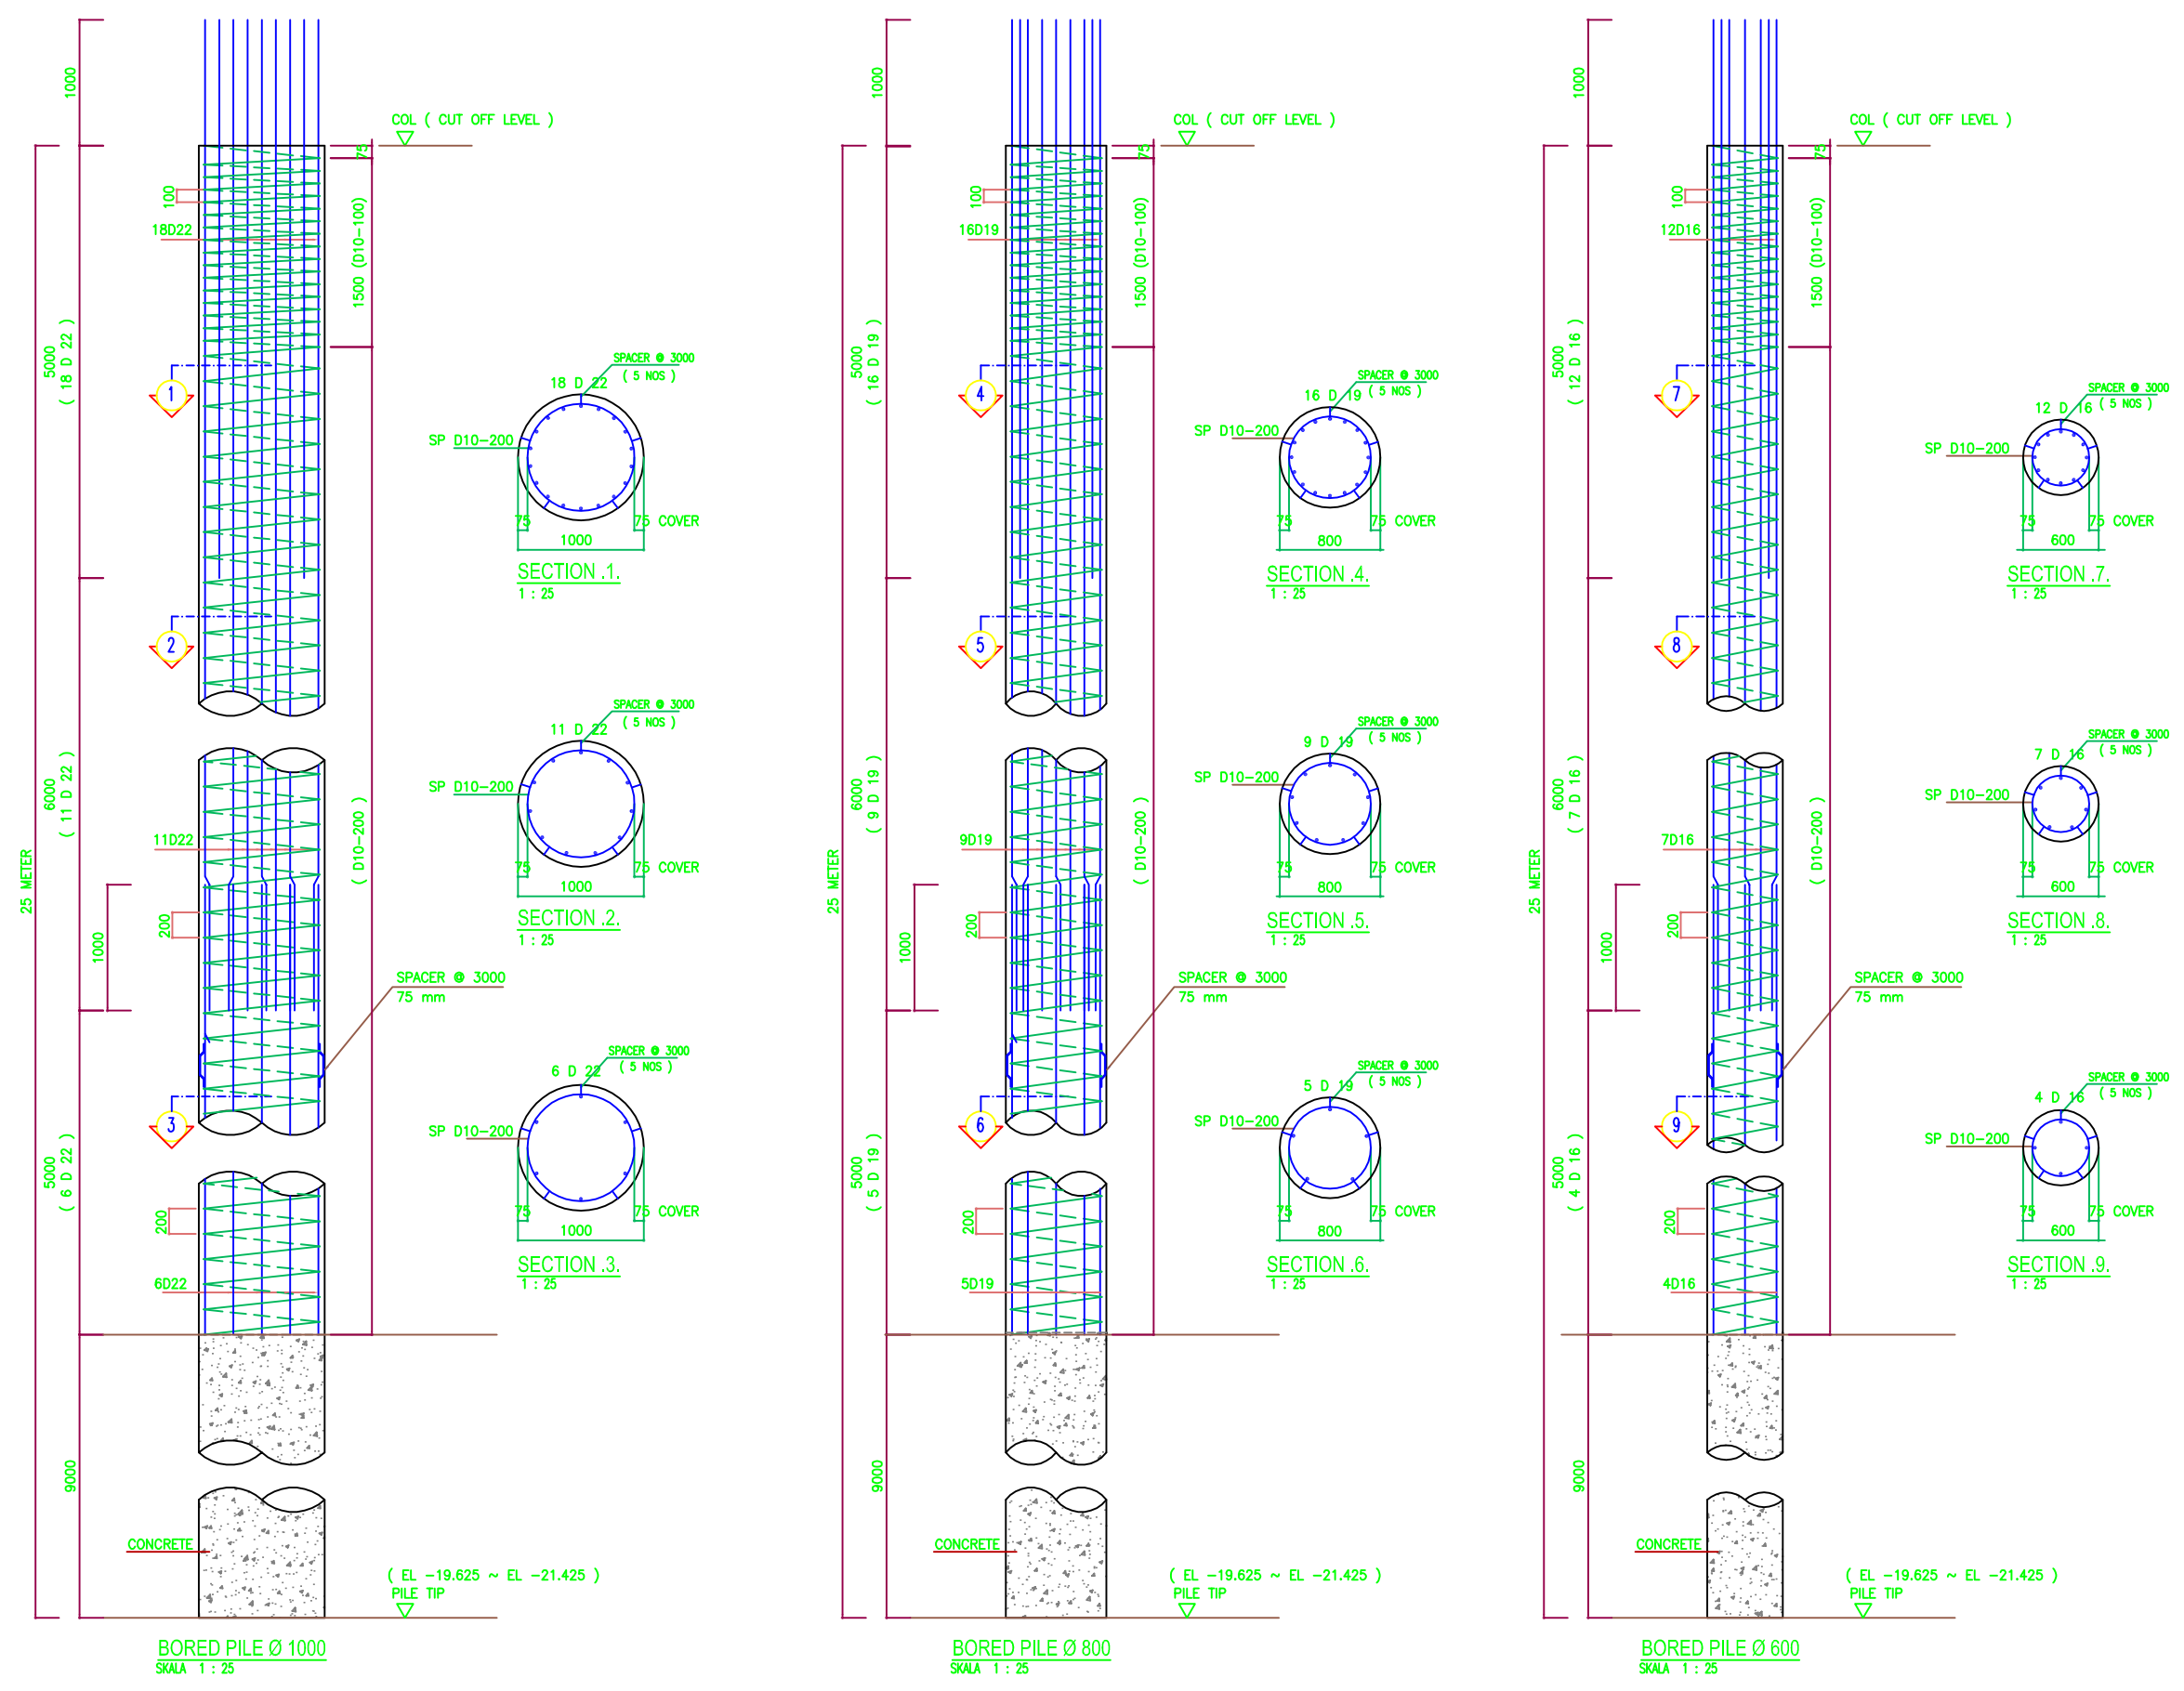 1000
COL ( CUT OFF LEVEL )
75
100
18D22
1500 (D10-100)
5000
( 18 D 22 )
1
SPACER @ 3000
( 5 NOS )
18 D 22
SP D10-200
75
75 COVER
1000
SECTION .1.
1 : 25
2
SPACER @ 3000
( 5 NOS )
11 D 22
SP D10-200
75
75 COVER
1000
SECTION .2.
1 : 25
6000
( 11 D 22 )
11D22
( D10-200 )
25 METER
1000
200
SPACER @ 3000
75 mm
3
SPACER @ 3000
( 5 NOS )
6 D 22
SP D10-200
75
75 COVER
1000
SECTION .3.
1 : 25
5000
( 6 D 22 )
200
6D22
9000
CONCRETE
( EL -19.625 ~ EL -21.425 )
PILE TIP
BORED PILE Ø 1000
SKALA 1 : 25
1000
COL ( CUT OFF LEVEL )
75
100
16D19
1500 (D10-100)
5000
( 16 D 19 )
4
SPACER @ 3000
( 5 NOS )
16 D 19
SP D10-200
75
75 COVER
800
SECTION .4.
1 : 25
5
SPACER @ 3000
( 5 NOS )
9 D 19
SP D10-200
75
75 COVER
800
SECTION .5.
1 : 25
6000
( 9 D 19 )
9D19
( D10-200 )
25 METER
1000
200
SPACER @ 3000
75 mm
6
SPACER @ 3000
( 5 NOS )
5 D 19
SP D10-200
75
75 COVER
800
SECTION .6.
1 : 25
5000
( 5 D 19 )
200
5D19
9000
CONCRETE
( EL -19.625 ~ EL -21.425 )
PILE TIP
BORED PILE Ø 800
SKALA 1 : 25
1000
COL ( CUT OFF LEVEL )
75
100
12D16
1500 (D10-100)
5000
( 12 D 16 )
7
SPACER @ 3000
( 5 NOS )
12 D 16
SP D10-200
75
75 COVER
600
SECTION .7.
1 : 25
8
SPACER @ 3000
( 5 NOS )
7 D 16
SP D10-200
75
75 COVER
600
SECTION .8.
1 : 25
6000
( 7 D 16 )
7D16
( D10-200 )
25 METER
1000
200
SPACER @ 3000
75 mm
9
SPACER @ 3000
( 5 NOS )
4 D 16
SP D10-200
75
75 COVER
600
SECTION .9.
1 : 25
5000
( 4 D 16 )
200
4D16
9000
CONCRETE
( EL -19.625 ~ EL -21.425 )
PILE TIP
BORED PILE Ø 600
SKALA 1 : 25